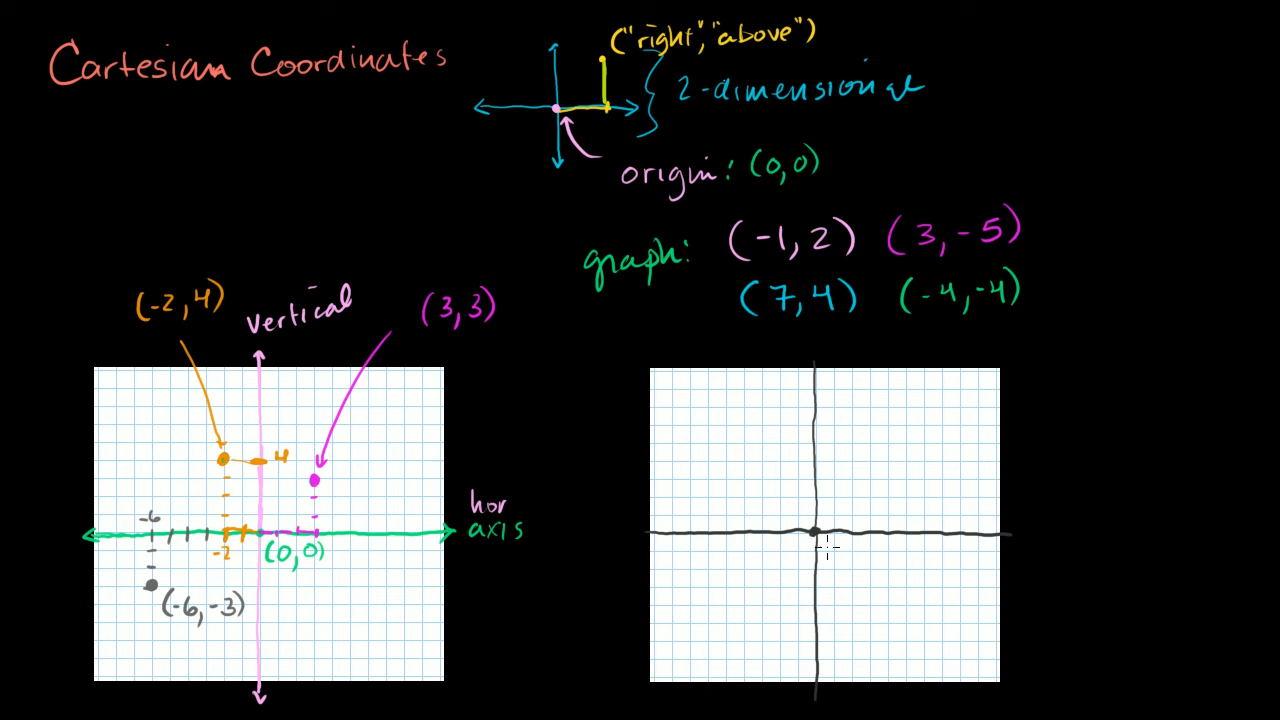 Cartesian Coordinates
("right", "above")
2-dimensional
origin: (0,0)
graph: (-1, 2) (3, -5)
(7, 4) (-4, -4)
(-2, 4)
vertical
(3, 3)
4
hor
axis
-6
-2
(0, 0)
(-6, -3)